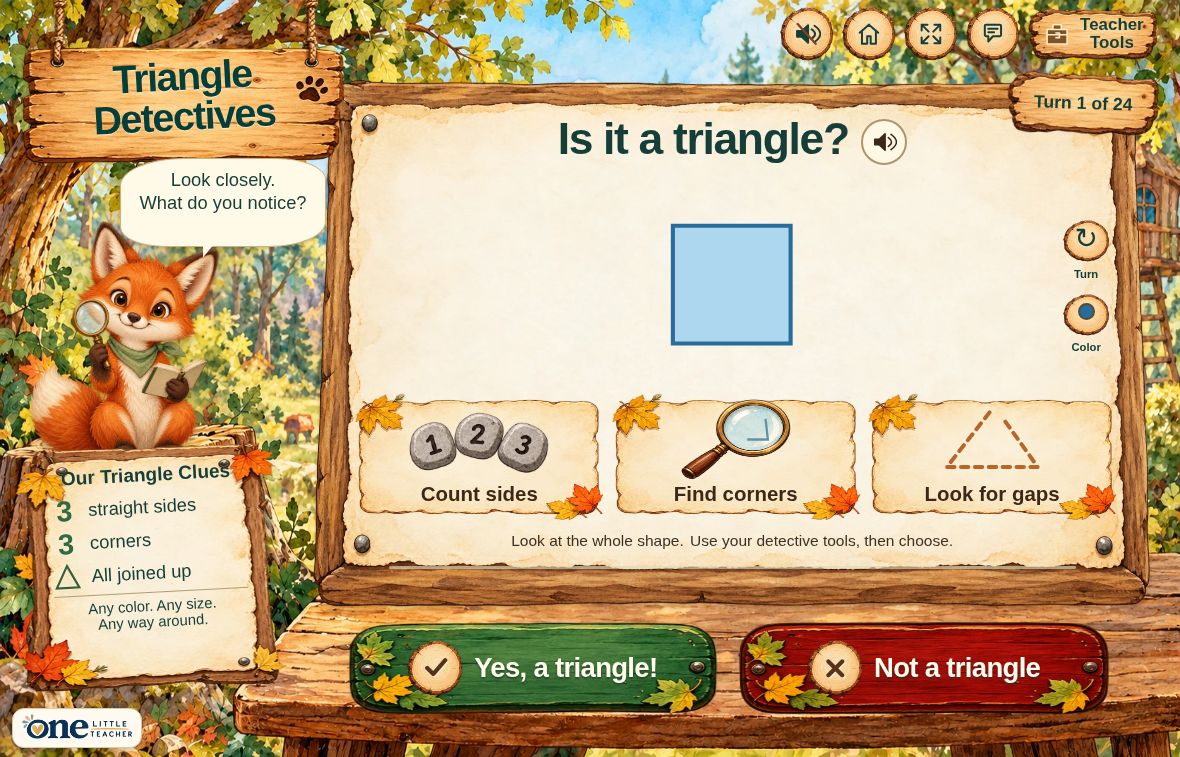 Triangle
Detectives
Teacher
Tools
Turn 1 of 24
Look closely.
What do you notice?
Is it a triangle?
Turn
Color
1 2 3
Count sides
Find corners
Look for gaps
Look at the whole shape. Use your detective tools, then choose.
Our Triangle Clues
3 straight sides
3 corners
All joined up
Any color. Any size.
Any way around.
Yes, a triangle!
Not a triangle
one LITTLE
TEACHER